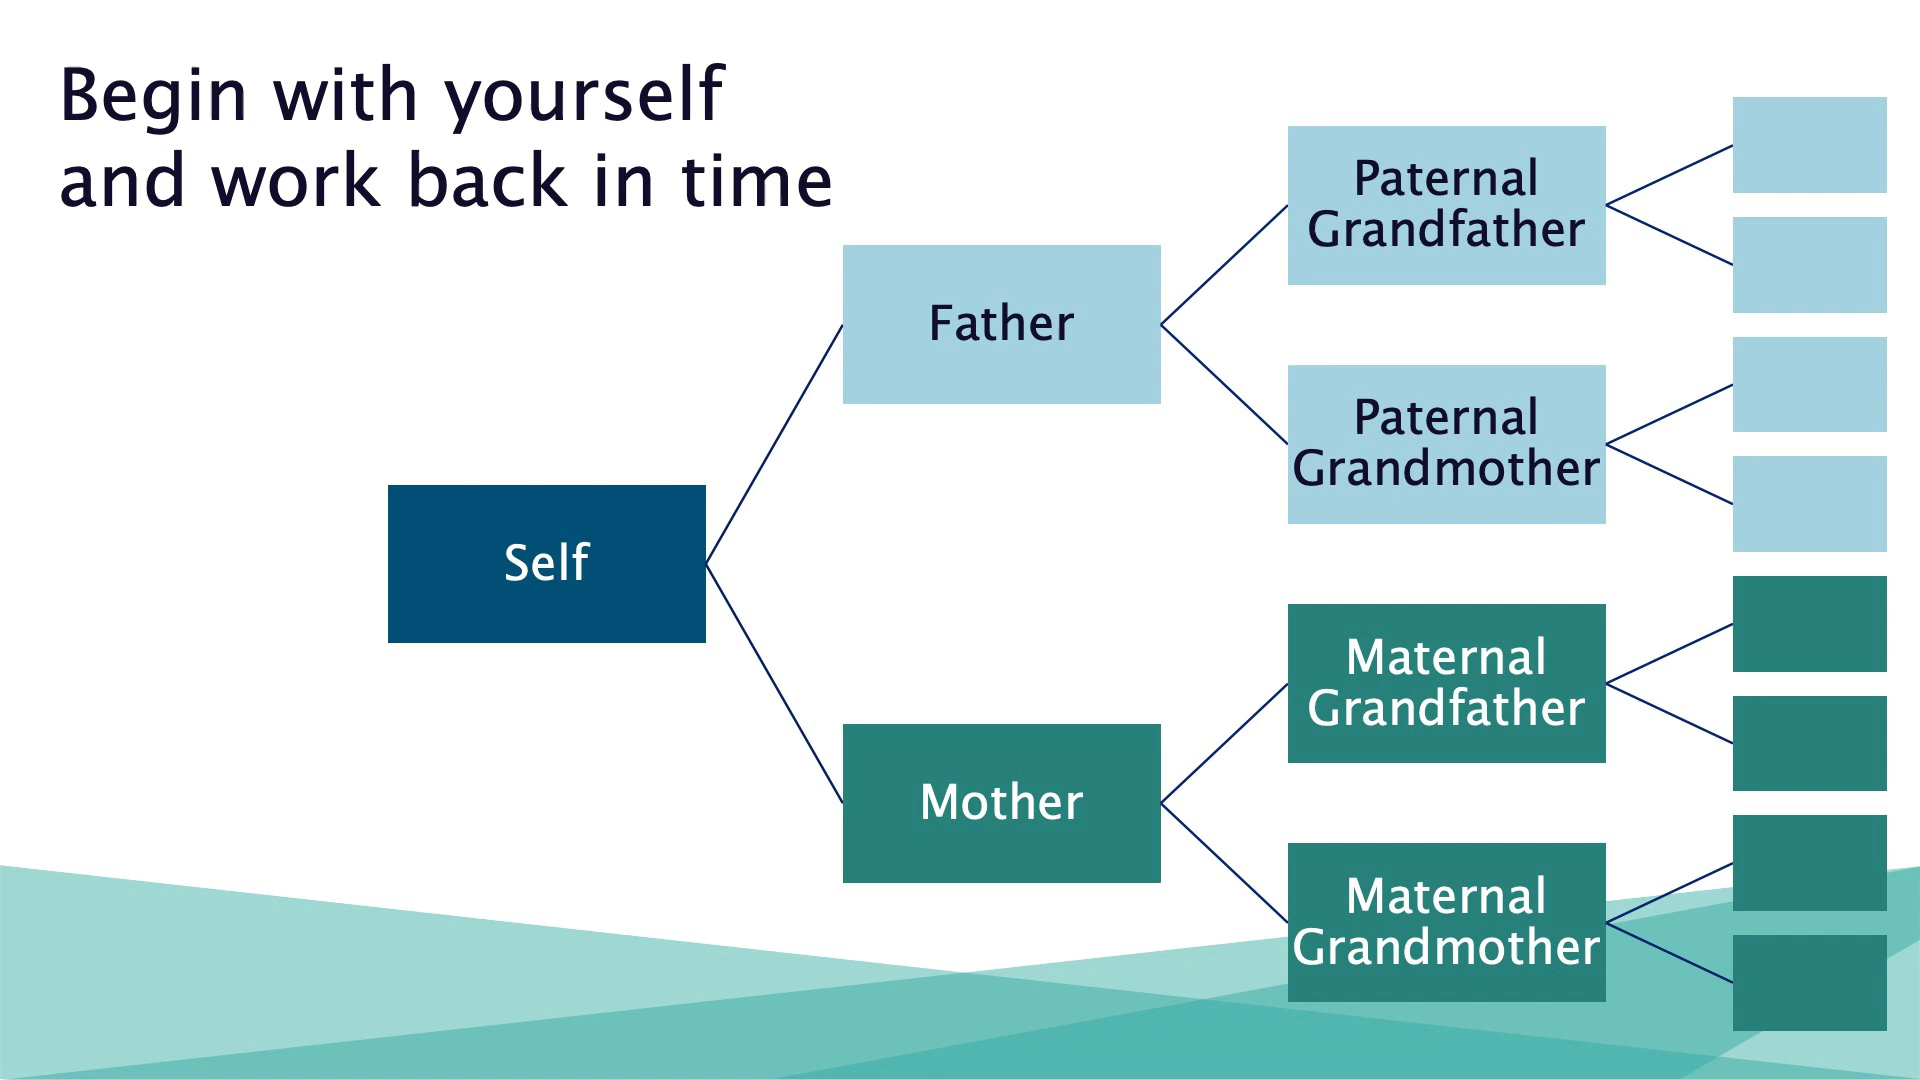 Begin with yourself
and work back in time
Self
Father
Mother
Paternal
Grandfather
Paternal
Grandmother
Maternal
Grandfather
Maternal
Grandmother